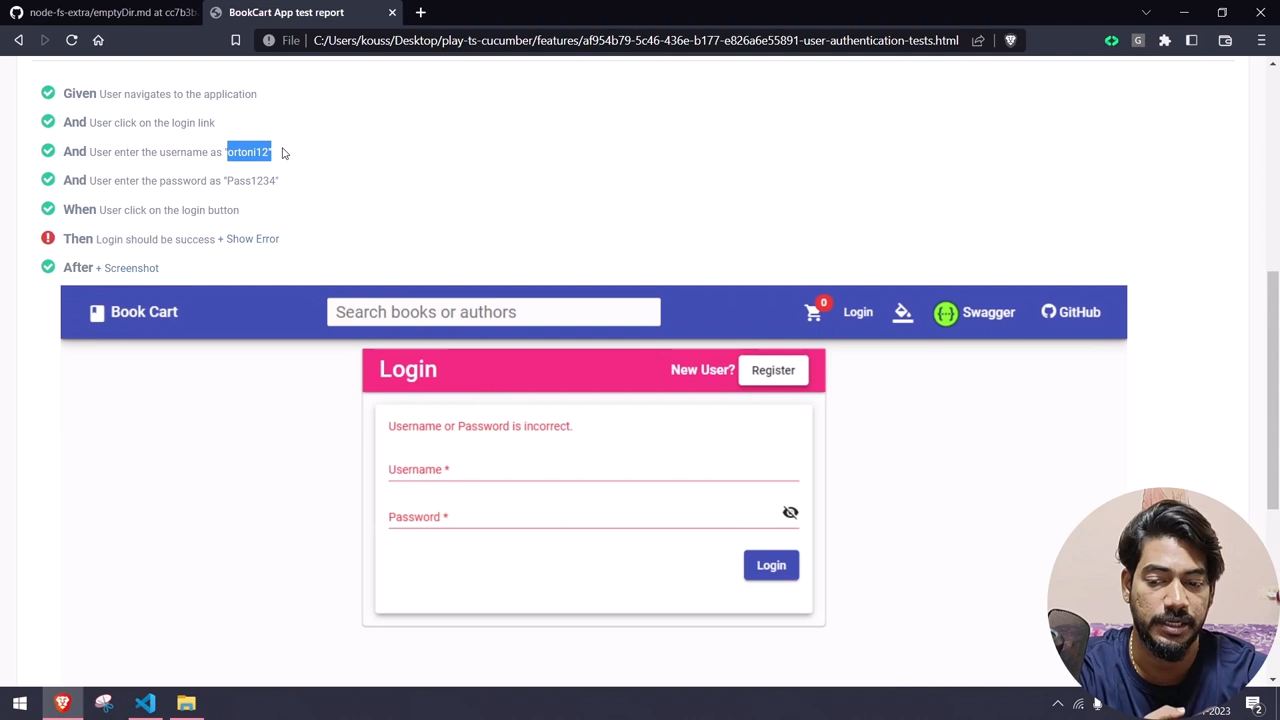 node-fs-extra/emptyDir.md at cc7b3b
BookCart App test report
File
C:/Users/kouss/Desktop/play-ts-cucumber/features/af954b79-5c46-436e-b177-e826a6e55891-user-authentication-tests.html
Given User navigates to the application
And User click on the login link
And User enter the username as "ortoni12"
And User enter the password as "Pass1234"
When User click on the login button
Then Login should be success + Show Error
After + Screenshot
Book Cart
Search books or authors
0
Login
Swagger
GitHub
Login
New User?
Register
Username or Password is incorrect.
Username *
Password *
Login
-2023
2